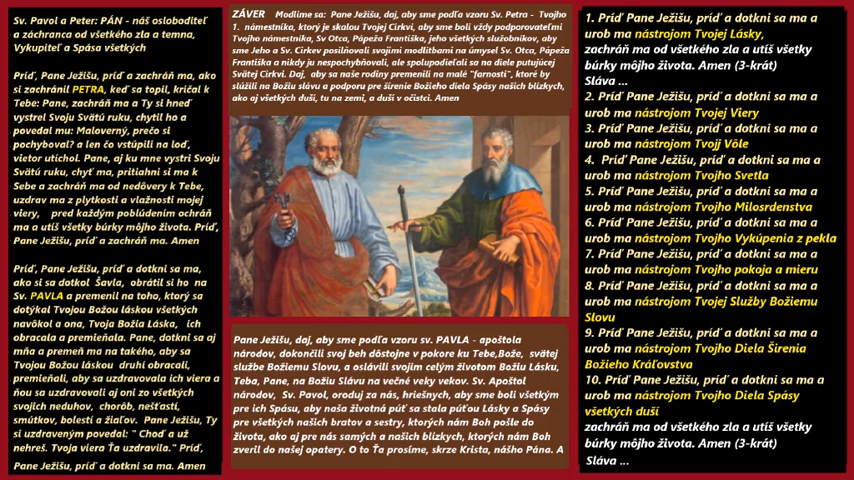 Sv. Pavol a Peter: PÁN - náš osloboditeľ
a záchranca od všetkého zla a temna,
Vykupiteľ a Spása všetkých
Príď, Pane Ježišu, príď a zachráň ma, ako
si zachránil PETRA, keď sa topil, kričal k
Tebe: Pane, zachráň ma a Ty si hneď
vystrel Svoju Svätú ruku, chytil ho a
povedal mu: Maloverný, prečo si
pochyboval? a len čo vstúpili na loď,
vietor utíchol. Pane, aj ku mne vystri Svoju
Svätú ruku, chyť ma, pritiahni si ma k
Sebe a zachráň ma od nedôvery k Tebe,
uzdrav ma z plytkosti a vlažnosti mojej
viery, pred každým poblúdením ochráň
ma a utíš všetky búrky môjho života. Príď,
Pane Ježišu, príď a zachráň ma. Amen
Príď, Pane Ježišu, príď a dotkni sa ma,
ako si sa dotkol Šavla, obrátil si ho na
Sv. PAVLA a premenil na toho, ktorý sa
dotýkal Tvojou Božou láskou všetkých
navôkol a ona, Tvoja Božia Láska, ich
obracala a premieňala. Pane, dotkni sa aj
mňa a premeň ma na takého, aby sa
Tvojou Božou láskou druhí obracali,
premieňali, aby sa uzdravovala ich viera a
ňou sa uzdravovali aj oni zo všetkých
svojich neduhov, chorôb, nešťastí,
smútkov, bolestí a žiaľov. Pane Ježišu, Ty
si uzdraveným povedal: " Choď a už
nehreš. Tvoja viera Ťa uzdravila." Príď,
Pane Ježišu, príď a dotkni sa ma. Amen
ZÁVER Modlime sa: Pane Ježišu, daj, aby sme podľa vzoru Sv. Petra - Tvojho
1. námestníka, ktorý je skalou Tvojej Cirkvi, aby sme boli vždy podporovateľmi
Tvojho námestníka, Sv Otca, Pápeža Františka, jeho všetkých služobníkov, aby
sme Jeho a Sv. Cirkev posilňovali svojimi modlitbami na úmysel Sv. Otca, Pápeža
Františka a nikdy ju nespochybňovali, ale spolupodieľali sa na diele putujúcej
Svätej Cirkvi. Daj, aby sa naše rodiny premenili na malé "farnosti", ktoré by
slúžili na Božiu slávu a podporu pre šírenie Božieho diela Spásy našich blízkych,
ako aj všetkých duší, tu na zemi, a duší v očistci. Amen
Pane Ježišu, daj, aby sme podľa vzoru sv. PAVLA - apoštola
národov, dokončili svoj beh dôstojne v pokore ku Tebe,Bože, svätej
službe Božiemu Slovu, a oslávili svojim celým životom Božiu Lásku,
Teba, Pane, na Božiu Slávu na večné veky vekov. Sv. Apoštol
národov, Sv. Pavol, oroduj za nás, hriešnych, aby sme boli všetkým
pre ich Spásu, aby naša životná púť sa stala púťou Lásky a Spásy
pre všetkých našich bratov a sestry, ktorých nám Boh pošle do
života, ako aj pre nás samých a našich blízkych, ktorých nám Boh
zveril do našej opatery. O to Ťa prosíme, skrze Krista, nášho Pána. A
1. Príď Pane Ježišu, príď a dotkni sa ma a
urob ma nástrojom Tvojej Lásky,
zachráň ma od všetkého zla a utíš všetky
búrky môjho života. Amen (3-krát)
Sláva ...
2. Príď Pane Ježišu, príď a dotkni sa ma a
urob ma nástrojom Tvojej Viery
3. Príď Pane Ježišu, príď a dotkni sa ma a
urob ma nástrojom Tvojj Vôle
4. Príď Pane Ježišu, príď a dotkni sa ma a
urob ma nástrojom Tvojho Svetla
5. Príď Pane Ježišu, príď a dotkni sa ma a
urob ma nástrojom Tvojho Milosrdenstva
6. Príď Pane Ježišu, príď a dotkni sa ma a
urob ma nástrojom Tvojho Vykúpenia z pekla
7. Príď Pane Ježišu, príď a dotkni sa ma a
urob ma nástrojom Tvojho pokoja a mieru
8. Príď Pane Ježišu, príď a dotkni sa ma a
urob ma nástrojom Tvojej Služby Božiemu
Slovu
9. Príď Pane Ježišu, príď a dotkni sa ma a
urob ma nástrojom Tvojho Diela Šírenia
Božieho Kráľovstva
10. Príď Pane Ježišu, príď a dotkni sa ma a
urob ma nástrojom Tvojho Diela Spásy
všetkých duší
zachráň ma od všetkého zla a utíš všetky
búrky môjho života. Amen (3-krát)
Sláva ...